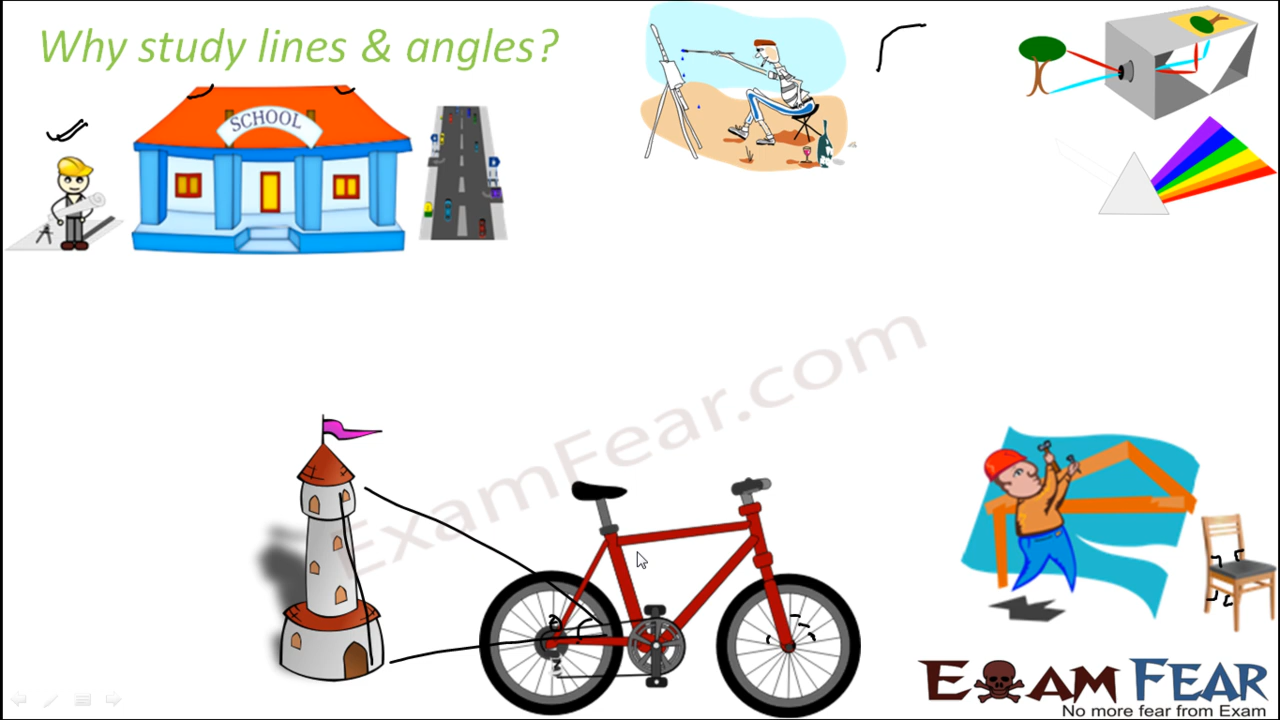 Why study lines & angles?
SCHOOL
ExamFear.com
EXAM FEAR
No more fear from Exam